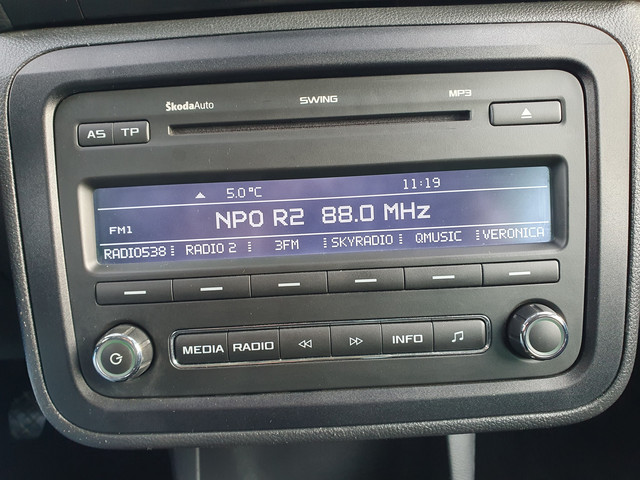 ŠkodaAuto SWING MP3
AS TP
5.0°C 11:19
NPO R2 88.0 MHz
FM1
RADIO538 RADIO 2 3FM SKYRADIO QMUSIC VERONICA
MEDIA RADIO INFO